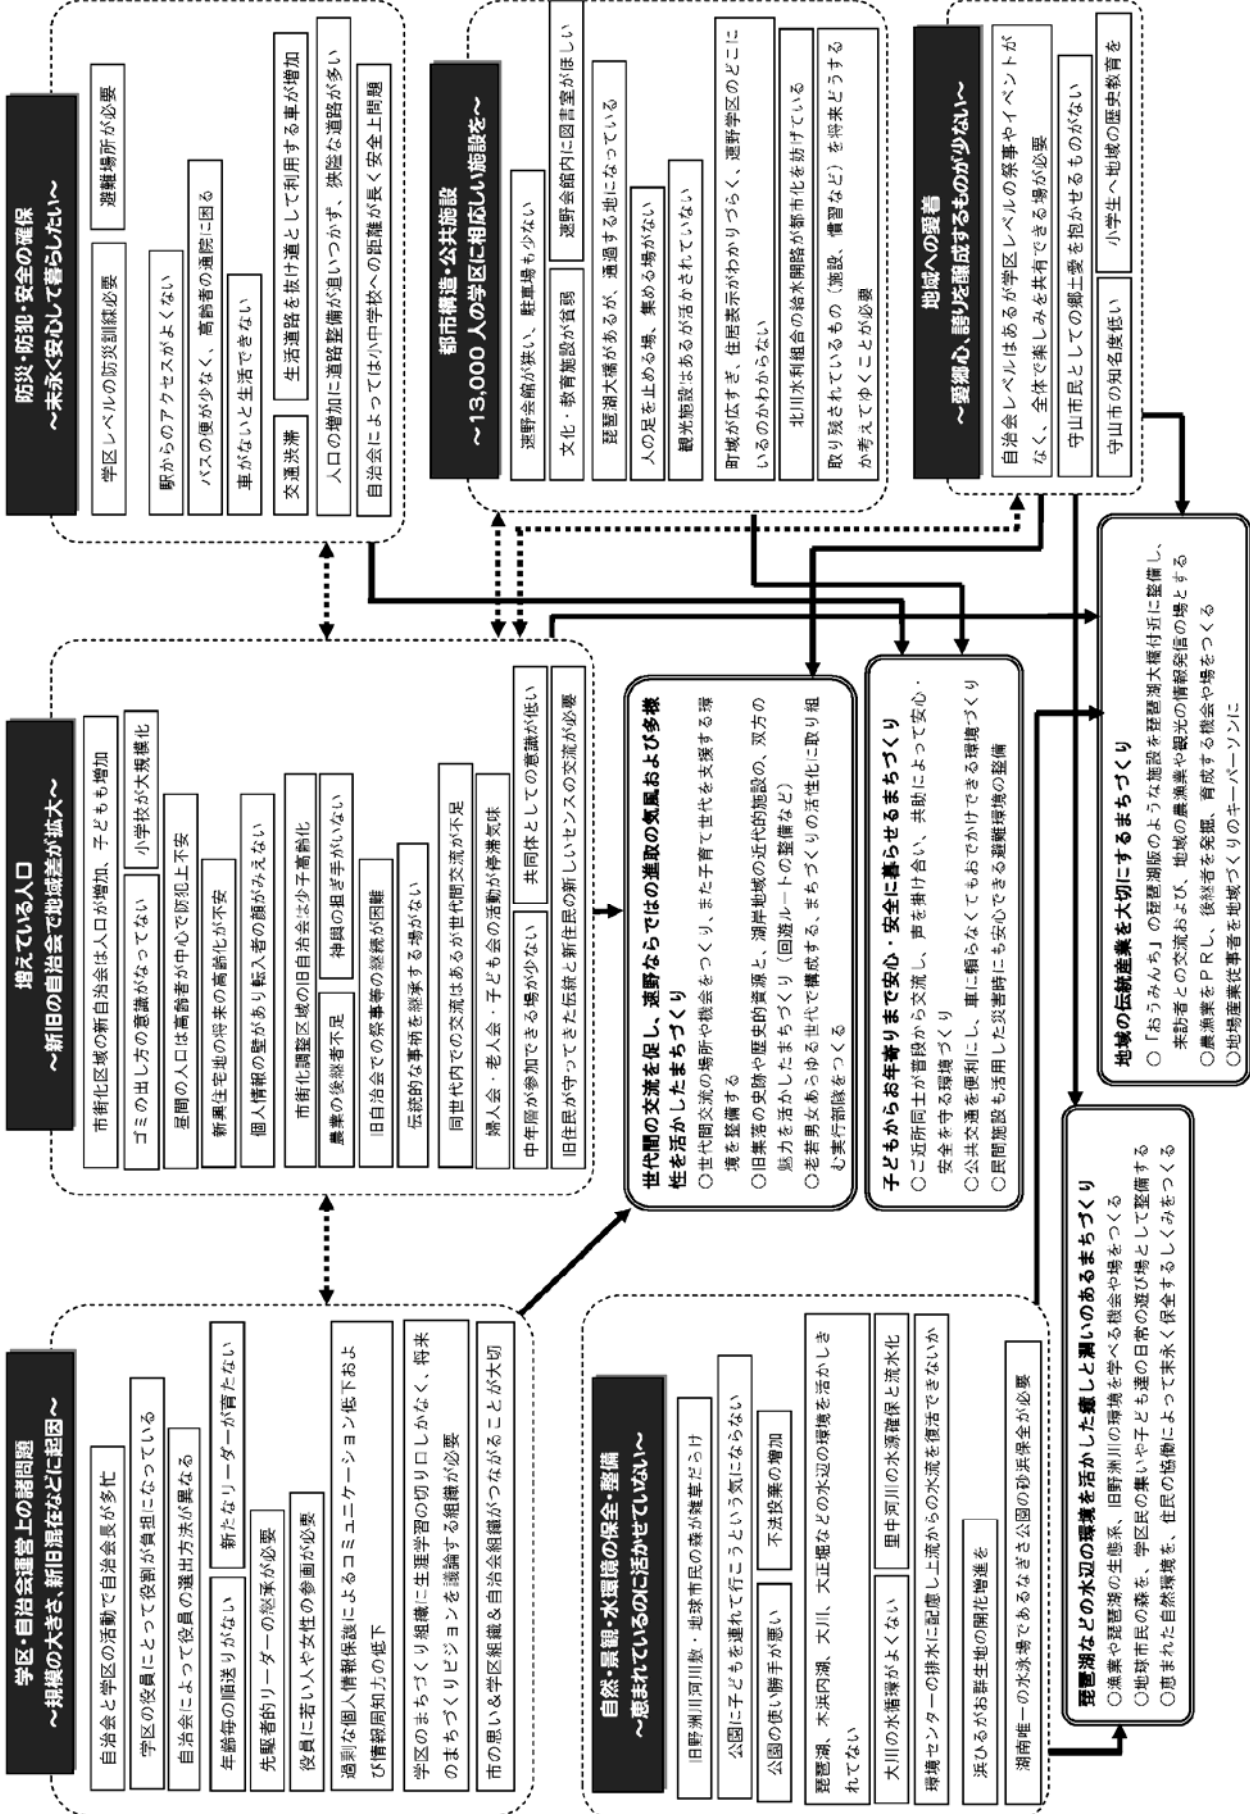 学区・自治会運営上の諸問題
～規模の大きさ、新旧混在などに起因～
自治会と学区の活動で自治会長が多忙
学区の役員にとって役割が負担になっている
自治会によって役員の選出方法が異なる
年齢毎の順送りがない
新たなリーダーが育たない
先駆者的リーダーの継承が必要
役員に若い人や女性の参画が必要
過剰な個人情報保護によるコミュニケーション低下およ
び情報周知力の低下
学区のまちづくり組織に生涯学習の切り口しかなく、将来
のまちづくりビジョンを議論する組織が必要
市の思い＆学区組織＆自治会組織がつながることが大切
増えている人口
～新旧の自治会で地域差が拡大～
市街化区域の新自治会は人口が増加、子どもも増加
ゴミの出し方の意識がなってない
小学校が大規模化
昼間の人口は高齢者が中心で防犯上不安
新興住宅地の将来の高齢化が不安
個人情報の壁があり転入者の顔がみえない
市街化調整区域の旧自治会は少子高齢化
農業の後継者不足
神輿の担ぎ手がいない
旧自治会での祭事等の継続が困難
伝統的な事柄を継承する場がない
同世代内での交流はあるが世代間交流が不足
婦人会・老人会・子ども会の活動が停滞気味
中年層が参加できる場が少ない
共同体としての意識が低い
旧住民が守ってきた伝統と新住民の新しいセンスの交流が必要
防災・防犯・安全の確保
～末永く安心して暮らしたい～
学区レベルの防災訓練必要
避難場所が必要
駅からのアクセスがよくない
バスの便が少なく、高齢者の通院に困る
車がないと生活できない
交通渋滞
生活道路を抜け道として利用する車が増加
人口の増加に道路整備が追いつかず、狭隘な道路が多い
自治会によっては小中学校への距離が長く安全上問題
都市構造・公共施設
～13,000人の学区に相応しい施設を～
速野会館が狭い、駐車場も少ない
文化・教育施設が貧弱
速野会館内に図書室がほしい
琵琶湖大橋があるが、通過する地になっている
人の足を止める場、集める場がない
観光施設はあるが活かされていない
町域が広すぎ、住居表示がわかりづらく、速野学区のどこに
いるのかわからない
北川水利組合の給水開路が都市化を妨げている
取り残されているもの（施設、慣習など）を将来どうする
か考えてゆくことが必要
地域への愛着
～愛郷心、誇りを醸成するものが少ない～
自治会レベルはあるが学区レベルの祭事やイベントが
なく、全体で楽しみを共有できる場が必要
守山市民としての郷土愛を抱かせるものがない
守山市の知名度低い
小学生へ地域の歴史教育を
自然・景観・水環境の保全・整備
～恵まれているのに活かせていない～
旧野洲川河川敷・地球市民の森が雑草だらけ
公園に子どもを連れて行こうという気にならない
公園の使い勝手が悪い
不法投棄の増加
琵琶湖、木浜内湖、大川、大正堀などの水辺の環境を活かしき
れてない
大川の水循環がよくない
里中河川の水源確保と流水化
環境センターの排水に配慮し上流からの水流を復活できないか
浜ひるがお群生地の開花増進を
湖南唯一の水泳場であるなぎさ公園の砂浜保全が必要
世代間の交流を促し、速野ならではの進取の気風および多様
性を活かしたまちづくり
○世代間交流の場所や機会をつくり、また子育て世代を支援する環
境を整備する
○旧集落の史跡や歴史的資源と、湖岸地域の近代的施設の、双方の
魅力を活かしたまちづくり（回遊ルートの整備など）
○老若男女あらゆる世代で構成する、まちづくりの活性化に取り組
む実行部隊をつくる
子どもからお年寄りまで安心・安全に暮らせるまちづくり
○ご近所同士が普段から交流し、声を掛け合い、共助によって安心・
安全を守る環境づくり
○公共交通を便利にし、車に頼らなくてもおでかけできる環境づくり
○民間施設も活用した災害時にも安心できる避難環境の整備
琵琶湖などの水辺の環境を活かした癒しと潤いのあるまちづくり
○漁業や琵琶湖の生態系、旧野洲川の環境を学べる機会や場をつくる
○地球市民の森を、学区民の集いや子ども達の日常の遊び場として整備する
○恵まれた自然環境を、住民の協働によって末永く保全するしくみをつくる
地域の伝統産業を大切にするまちづくり
○「おうみんち」の琵琶湖版のような施設を琵琶湖大橋付近に整備し、
来訪者との交流および、地域の農漁業や観光の情報発信の場とする
○農漁業をＰＲし、後継者を発掘、育成する機会や場をつくる
○地場産業従事者を地域づくりのキーパーソンに